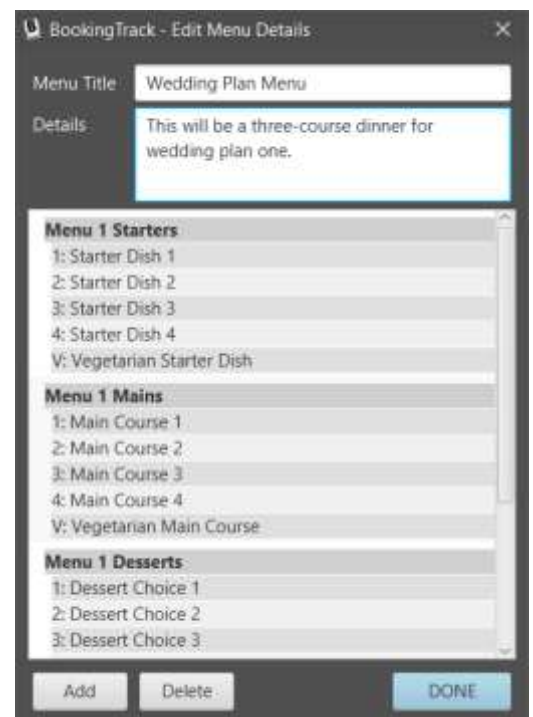 BookingTrack - Edit Menu Details
Menu Title Wedding Plan Menu
Details This will be a three-course dinner for
wedding plan one.
Menu 1 Starters
1: Starter Dish 1
2: Starter Dish 2
3: Starter Dish 3
4: Starter Dish 4
V: Vegetarian Starter Dish
Menu 1 Mains
1: Main Course 1
2: Main Course 2
3: Main Course 3
4: Main Course 4
V: Vegetarian Main Course
Menu 1 Desserts
1: Dessert Choice 1
2: Dessert Choice 2
3: Dessert Choice 3
Add Delete DONE